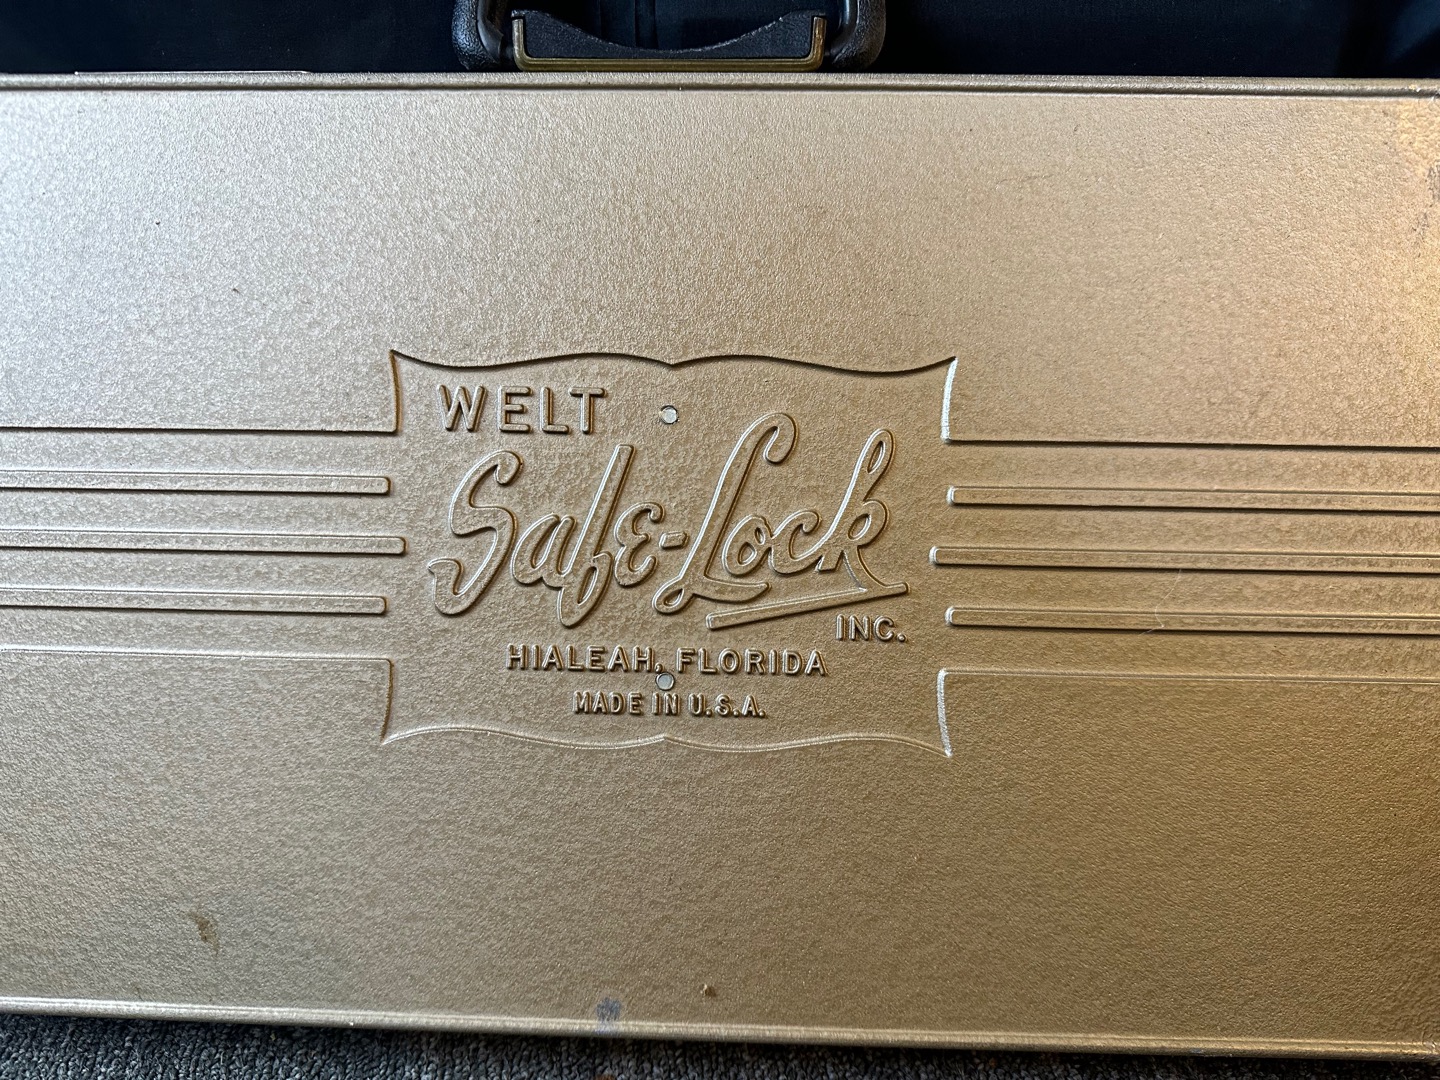 WELT
Safe-Lock
INC.
HIALEAH, FLORIDA
MADE IN U.S.A.